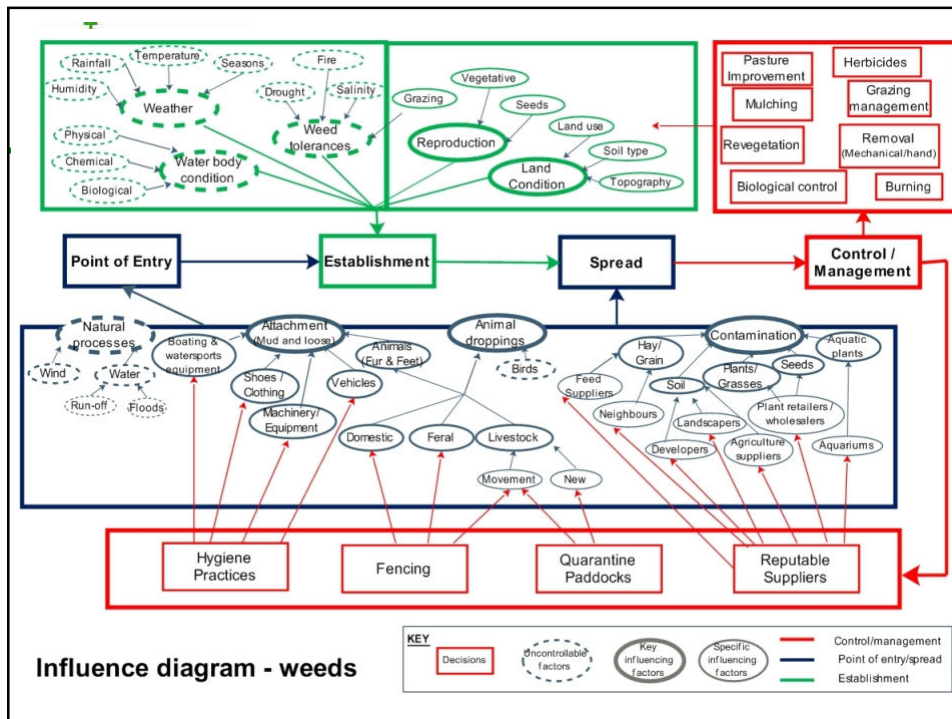 Rainfall
Temperature
Seasons
Humidity
Weather
Fire
Drought
Salinity
Grazing
Weed
tolerances
Physical
Chemical
Biological
Water body
condition
Vegetative
Seeds
Reproduction
Land use
Soil type
Topography
Land
Condition
Pasture
Improvement
Herbicides
Mulching
Grazing
management
Revegetation
Removal
(Mechanical/hand)
Biological control
Burning
Point of Entry
Establishment
Spread
Control /
Management
Natural
processes
Wind
Water
Run-off
Floods
Boating &
watersports
equipment
Attachment
(Mud and loose)
Shoes /
Clothing
Machinery/
Equipment
Vehicles
Animals
(Fur & Feet)
Animal
droppings
Birds
Domestic
Feral
Livestock
Movement
New
Contamination
Hay/
Grain
Feed
Suppliers
Neighbours
Soil
Plants/
Grasses
Seeds
Aquatic
plants
Landscapers
Developers
Plant retailers /
wholesalers
Agriculture
suppliers
Aquariums
Hygiene
Practices
Fencing
Quarantine
Paddocks
Reputable
Suppliers
Influence diagram - weeds
KEY
Decisions
Uncontrollable
factors
Key
influencing
factors
Specific
influencing
factors
Control/management
Point of entry/spread
Establishment